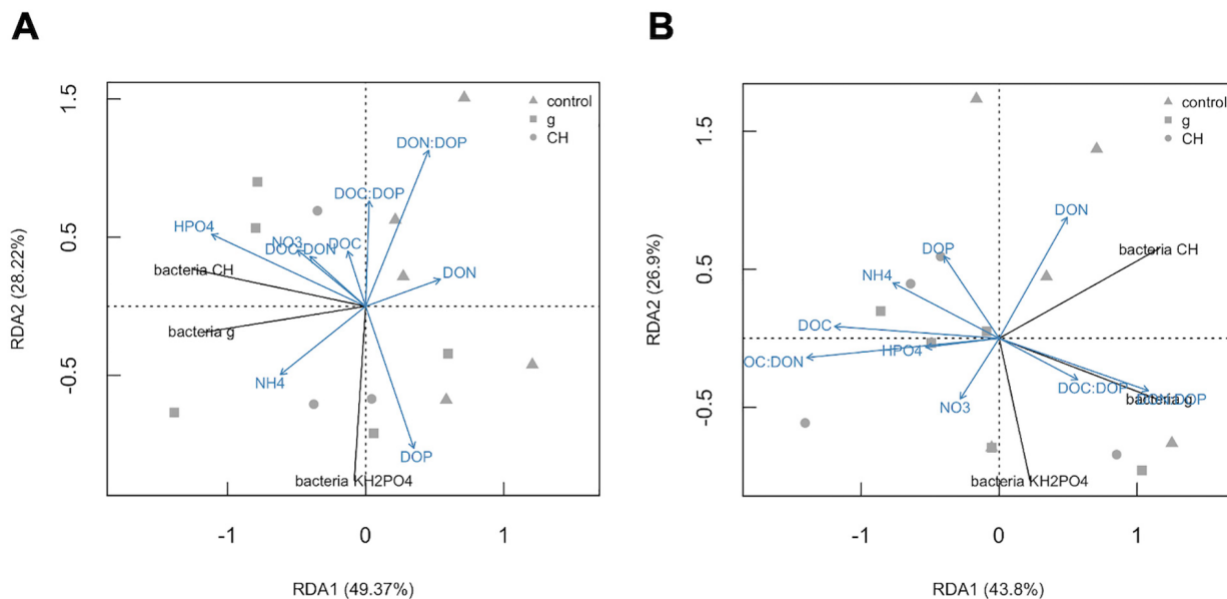 A
1.5
0.5
-0.5
RDA2 (28.22%)
control
g
CH
DON:DOP
DOC:DOP
HPO4
NO3
DOC
DOC:DON
bacteria CH
DON
bacteria g
NH4
DOP
bacteria KH2PO4
-1
0
1
RDA1 (49.37%)
B
1.5
0.5
-0.5
RDA2 (26.9%)
control
g
CH
DON
DOP
bacteria CH
NH4
DOC
HPO4
OC:DON
DOC:DOP
NO3
bacteria g
DON:DOP
bacteria KH2PO4
-1
0
1
RDA1 (43.8%)